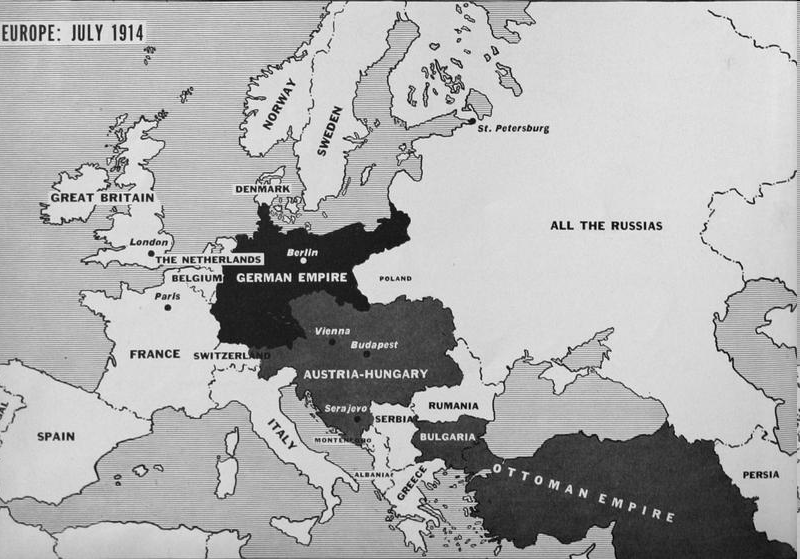 EUROPE: JULY 1914
NORWAY
SWEDEN
St. Petersburg
DENMARK
GREAT BRITAIN
ALL THE RUSSIAS
London
THE NETHERLANDS
Berlin
BELGIUM
GERMAN EMPIRE
POLAND
Paris
Vienna
Budapest
FRANCE
SWITZERLAND
AUSTRIA-HUNGARY
Serajevo
RUMANIA
SERBIA
SPAIN
ITALY
MONTENEGRO
BULGARIA
ALBANIA
GREECE
OTTOMAN EMPIRE
PERSIA